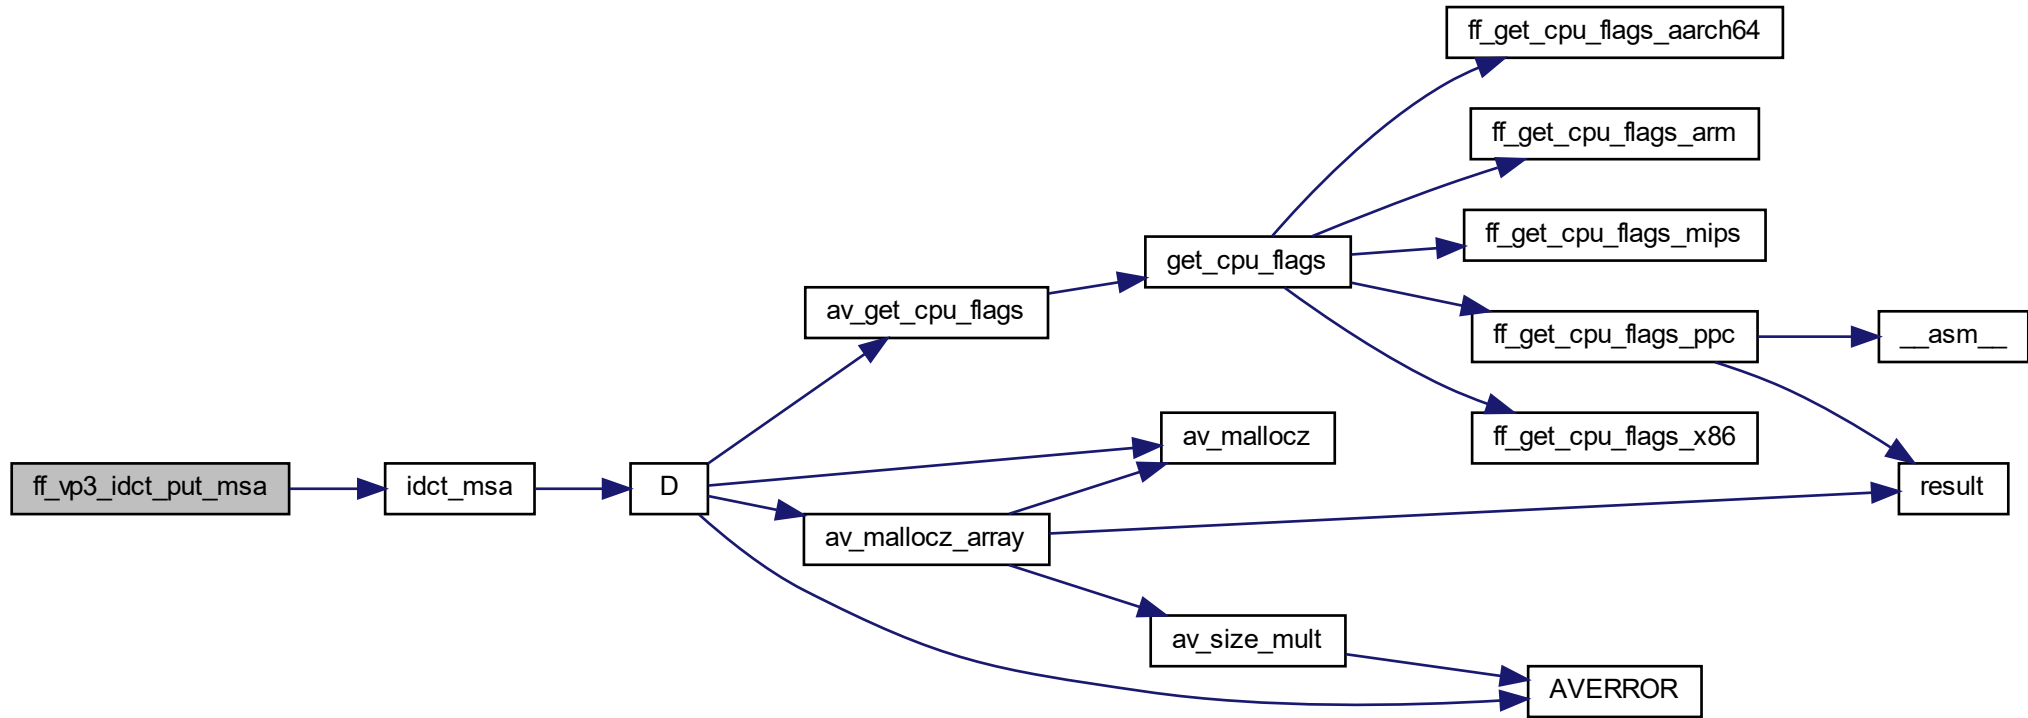 ff_get_cpu_flags_aarch64
ff_get_cpu_flags_arm
ff_get_cpu_flags_mips
get_cpu_flags
av_get_cpu_flags
ff_get_cpu_flags_ppc
__asm__
av_mallocz
ff_get_cpu_flags_x86
ff_vp3_idct_put_msa
idct_msa
D
result
av_mallocz_array
av_size_mult
AVERROR